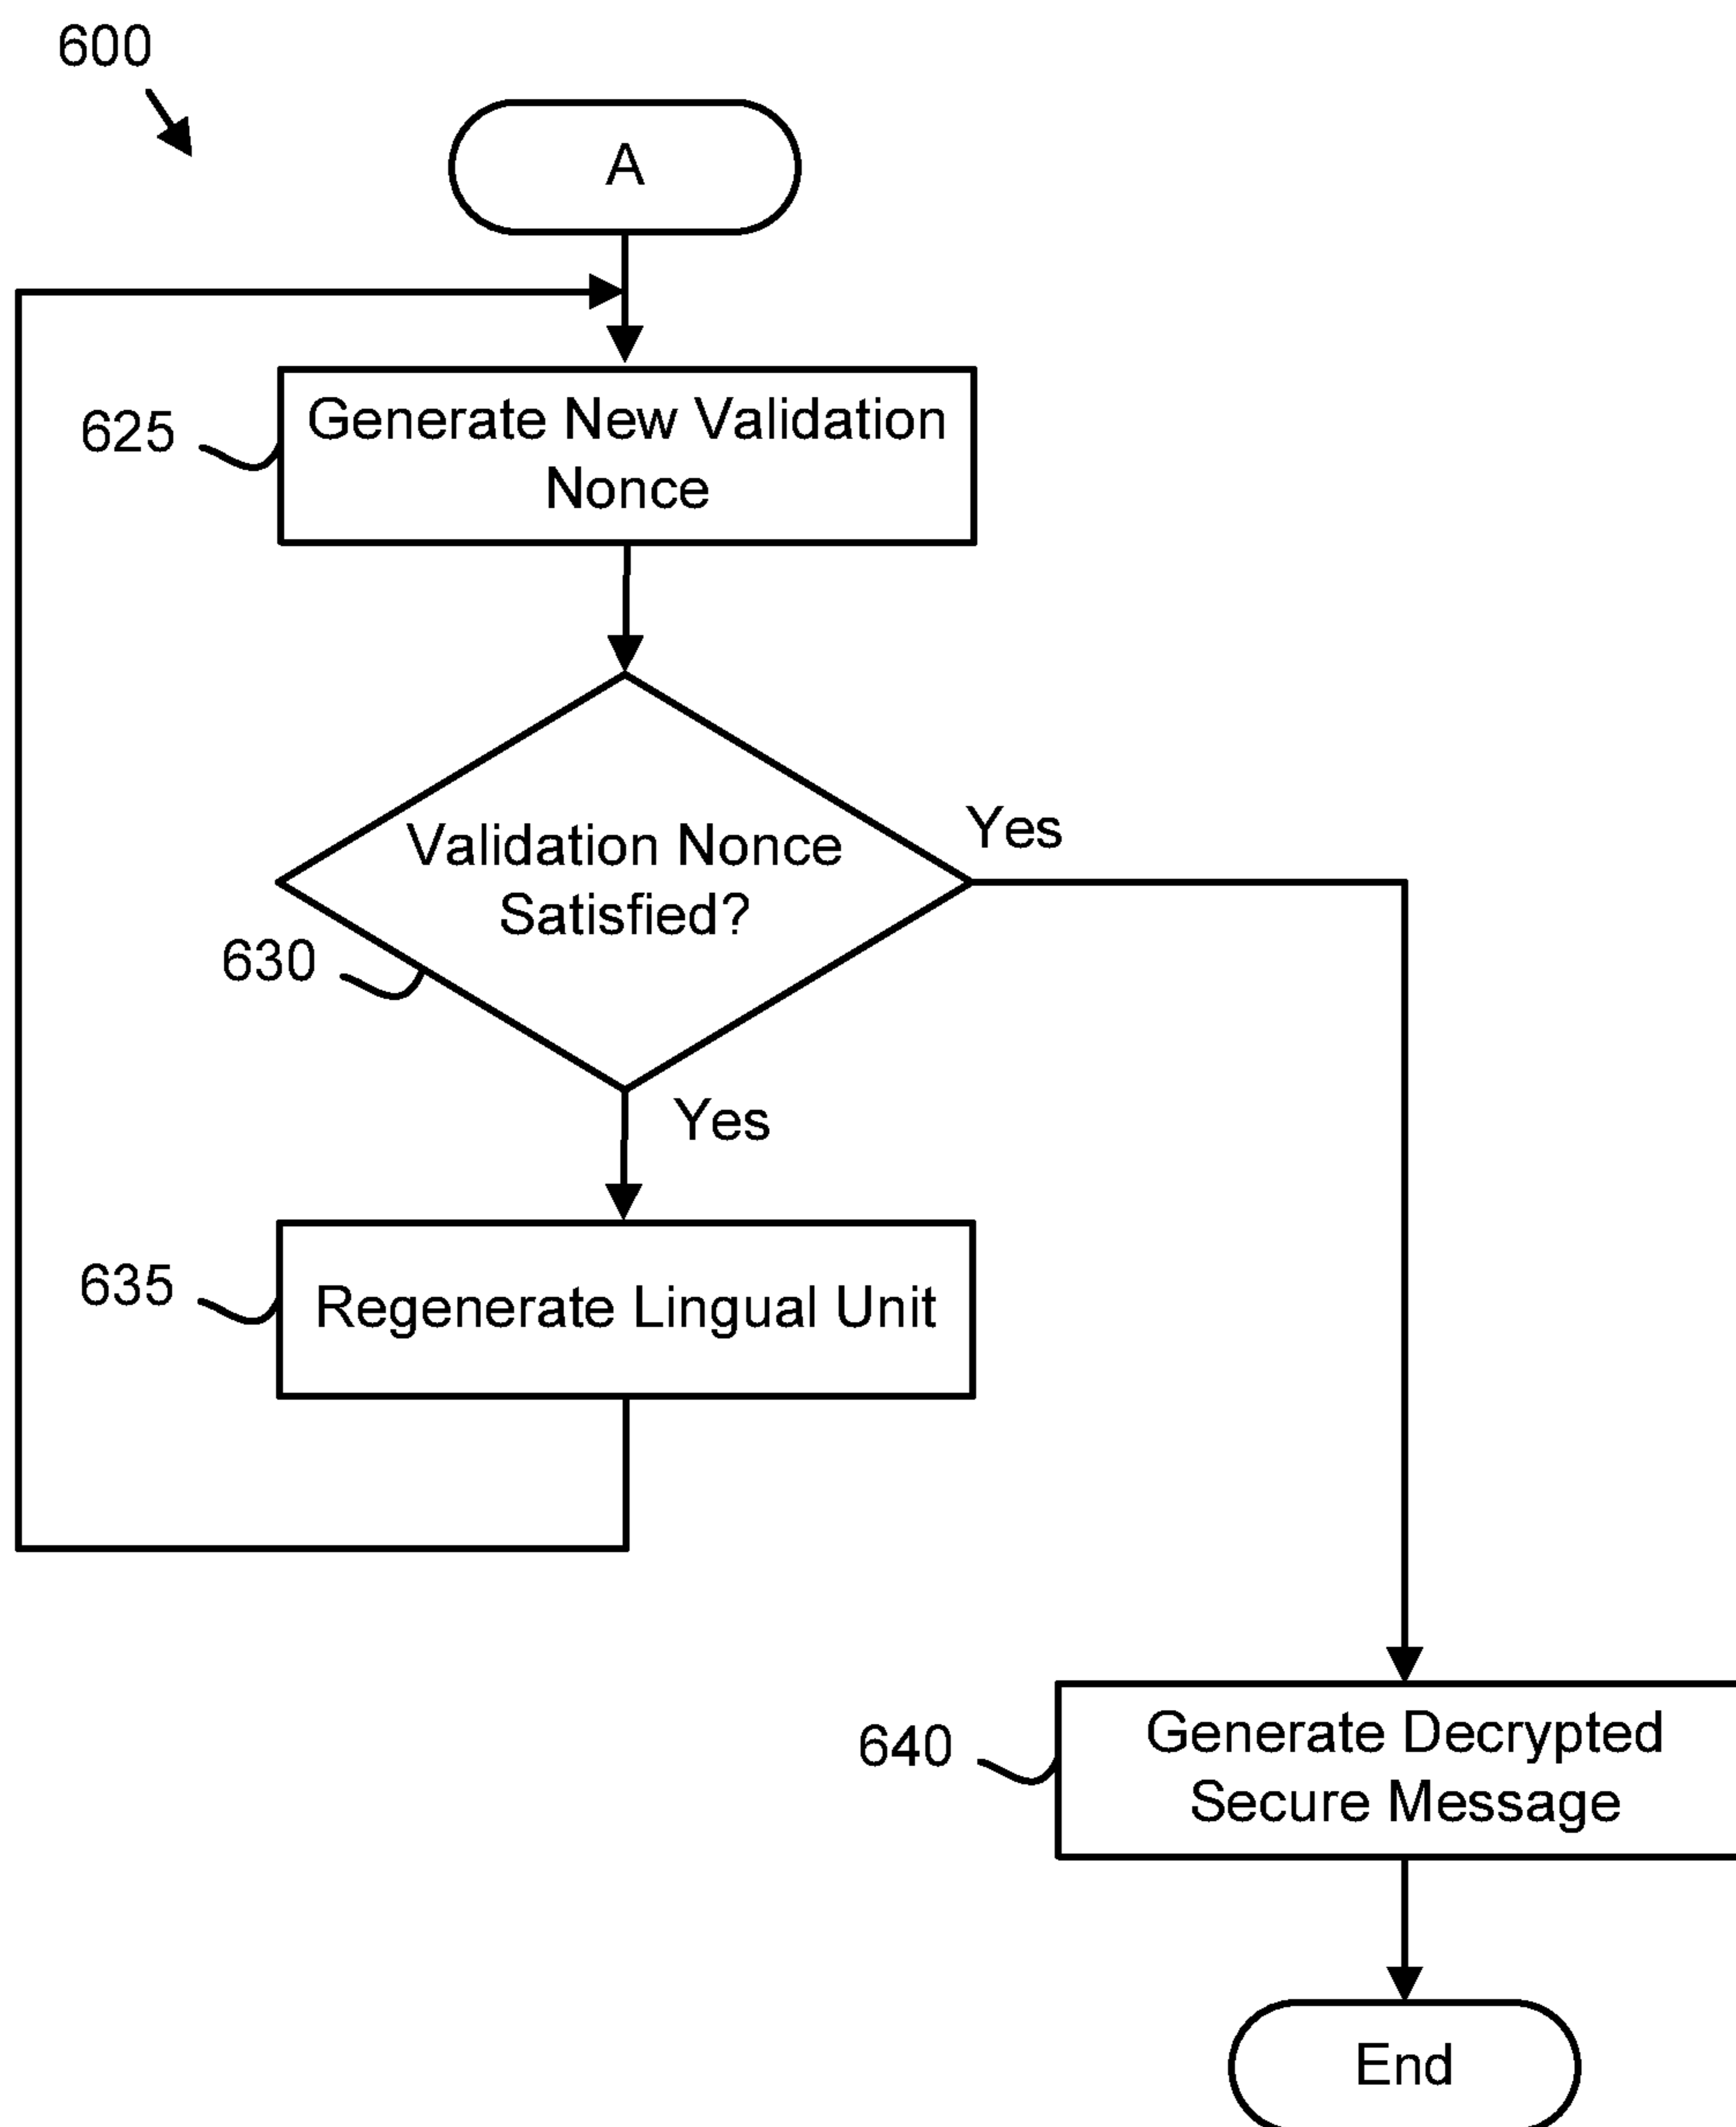 600
A
625
Generate New Validation
Nonce
Validation Nonce
Satisfied?
Yes
630
Yes
635
Regenerate Lingual Unit
640
Generate Decrypted
Secure Message
End